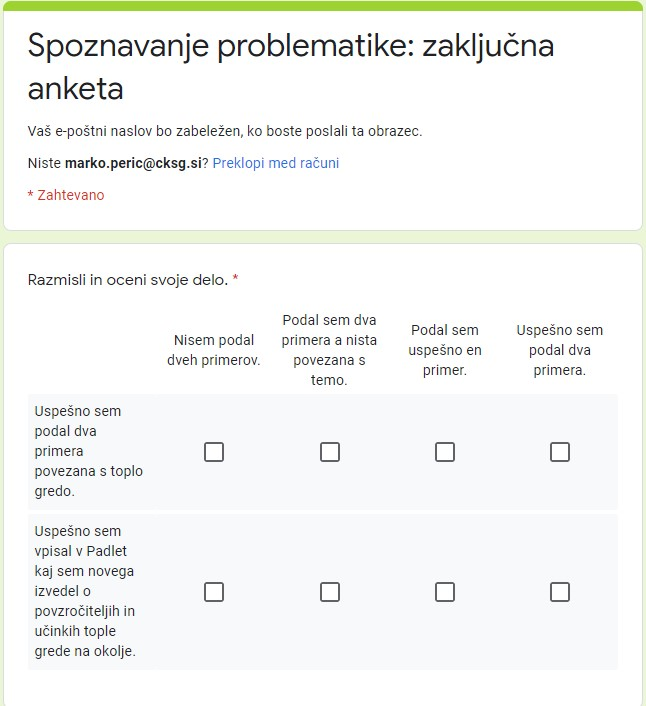 Spoznavanje problematike: zaključna
anketa
Vaš e-poštni naslov bo zabeležen, ko boste poslali ta obrazec.
Niste marko.peric@cksg.si? Preklopi med računi
* Zahtevano
Razmisli in oceni svoje delo. *
Nisem podal
dveh primerov.
Podal sem dva
primera a nista
povezana s
temo.
Podal sem
uspešno en
primer.
Uspešno sem
podal dva
primera.
Uspešno sem
podal dva
primera
povezana s toplo
gredo.
Uspešno sem
vpisal v Padlet
kaj sem novega
izvedel o
povzročiteljih in
učinkih tople
grede na okolje.